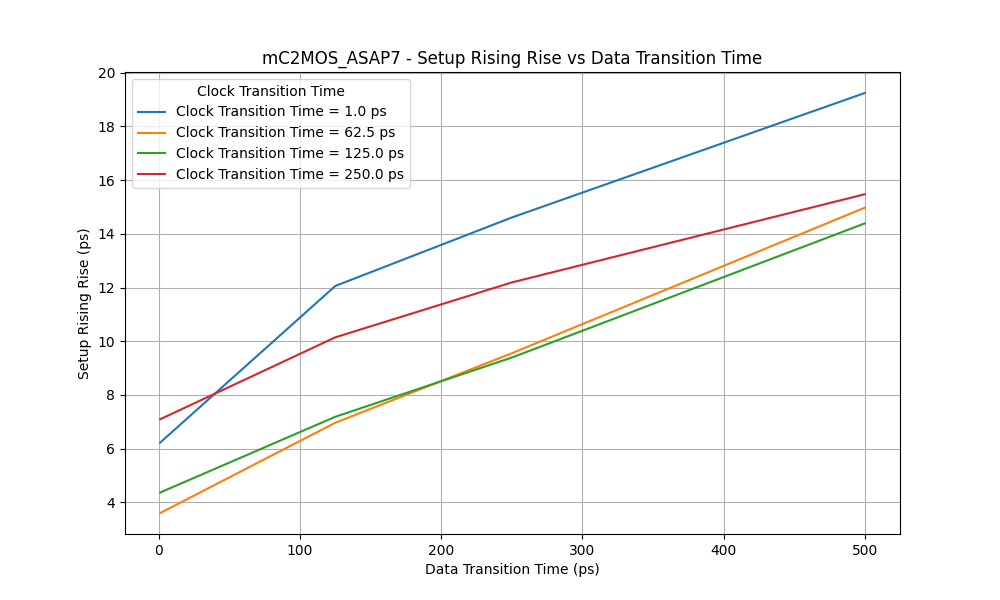 mC2MOS_ASAP7 - Setup Rising Rise vs Data Transition Time
Clock Transition Time
Clock Transition Time = 1.0 ps
Clock Transition Time = 62.5 ps
Clock Transition Time = 125.0 ps
Clock Transition Time = 250.0 ps
Setup Rising Rise (ps)
20
18
16
14
12
10
8
6
4
0 100 200 300 400 500
Data Transition Time (ps)